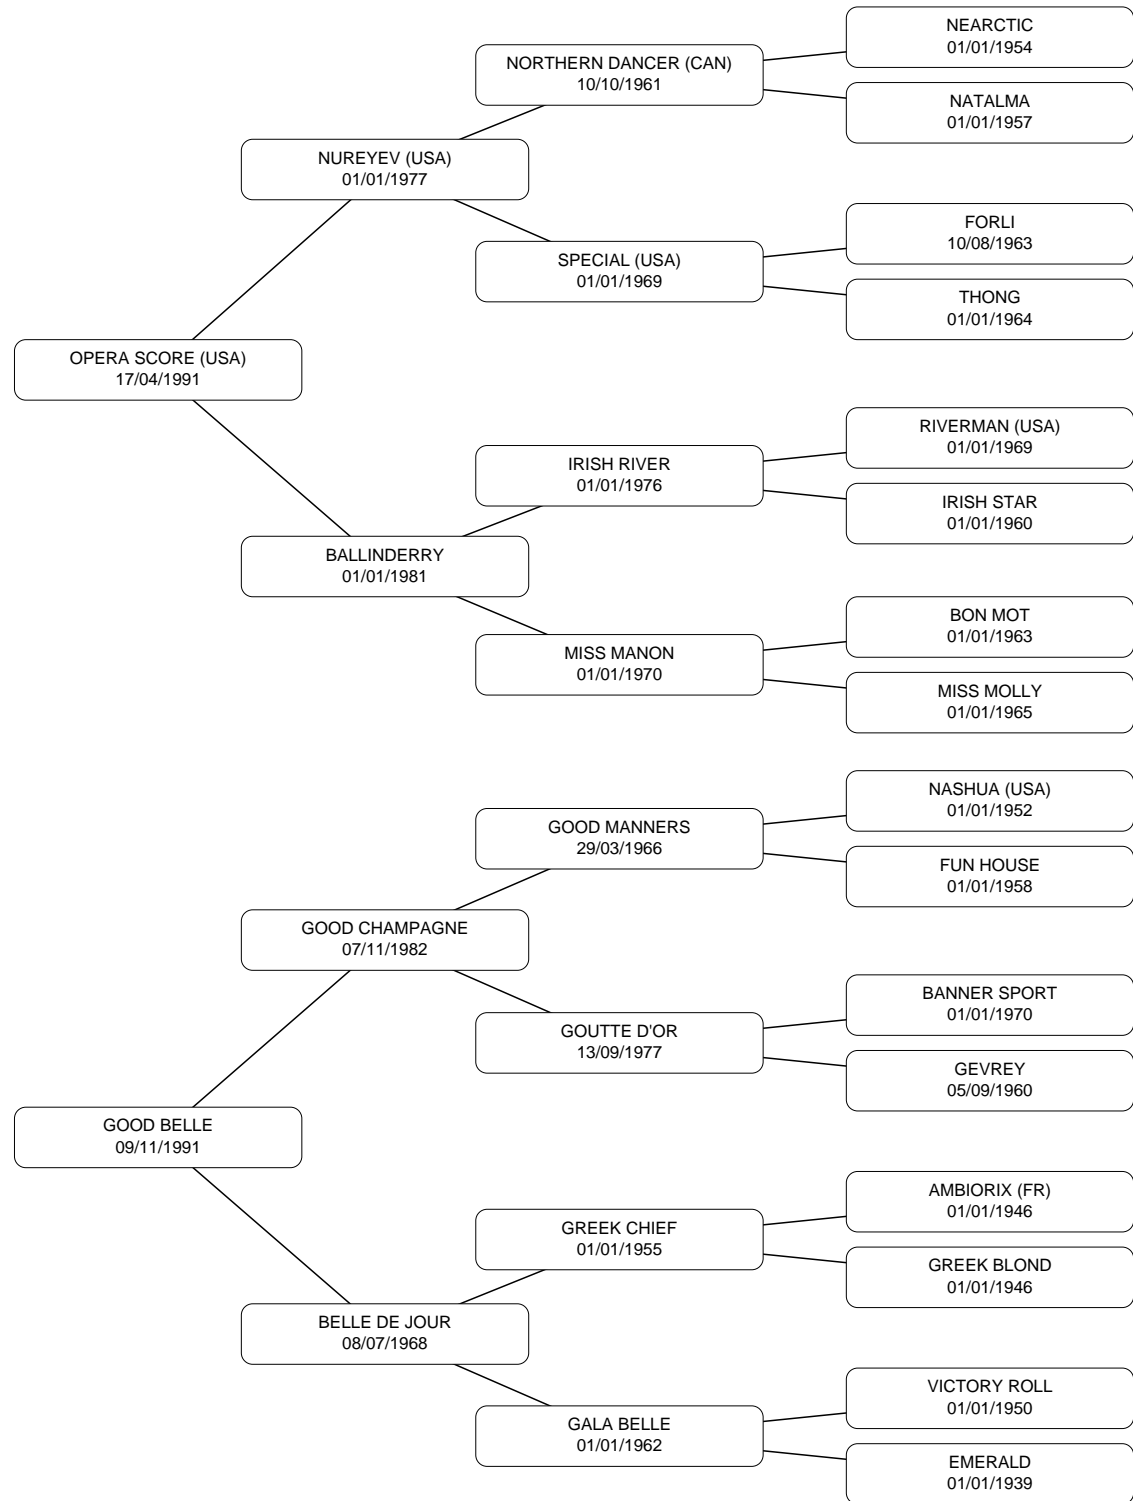 NEARCTIC
01/01/1954
NORTHERN DANCER (CAN)
10/10/1961
NATALMA
01/01/1957
NUREYEV (USA)
01/01/1977
FORLI
10/08/1963
SPECIAL (USA)
01/01/1969
THONG
01/01/1964
OPERA SCORE (USA)
17/04/1991
RIVERMAN (USA)
01/01/1969
IRISH RIVER
01/01/1976
IRISH STAR
01/01/1960
BALLINDERRY
01/01/1981
BON MOT
01/01/1963
MISS MANON
01/01/1970
MISS MOLLY
01/01/1965
NASHUA (USA)
01/01/1952
GOOD MANNERS
29/03/1966
FUN HOUSE
01/01/1958
GOOD CHAMPAGNE
07/11/1982
BANNER SPORT
01/01/1970
GOUTTE D'OR
13/09/1977
GEVREY
05/09/1960
GOOD BELLE
09/11/1991
AMBIORIX (FR)
01/01/1946
GREEK CHIEF
01/01/1955
GREEK BLOND
01/01/1946
BELLE DE JOUR
08/07/1968
VICTORY ROLL
01/01/1950
GALA BELLE
01/01/1962
EMERALD
01/01/1939